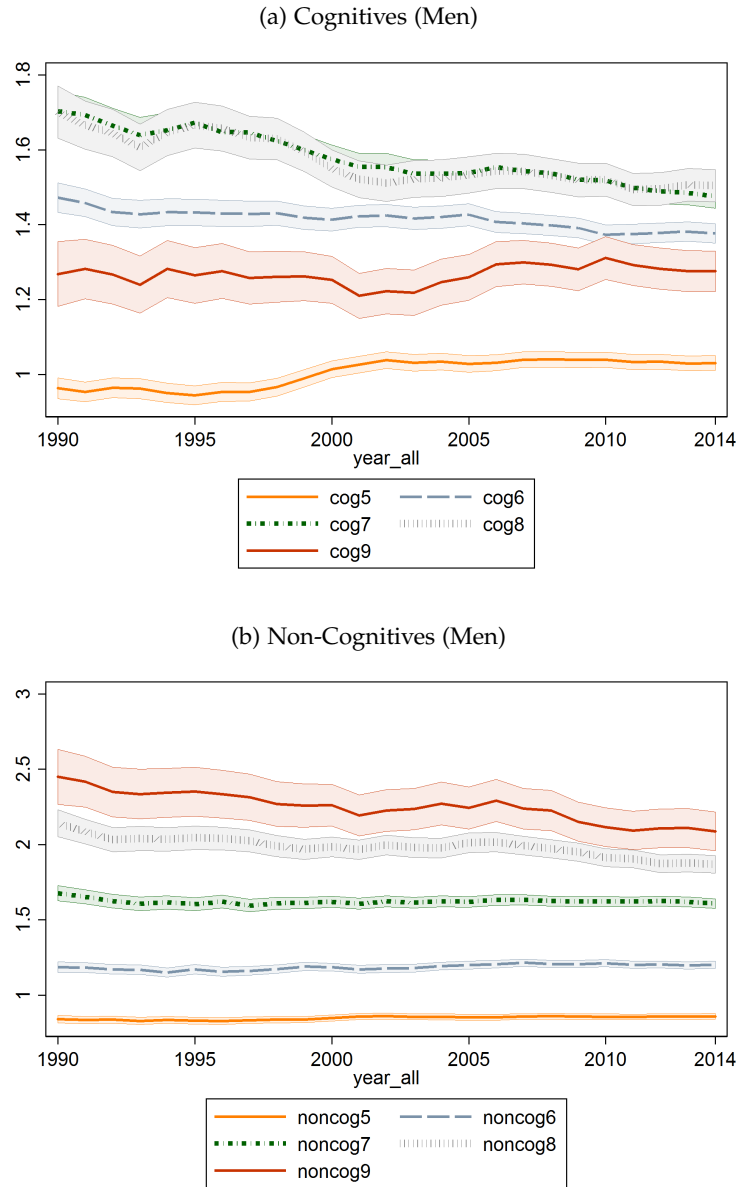 (a) Cognitives (Men)
1.8
1.6
1.4
1.2
1
1990 1995 2000 2005 2010 2014
year_all
cog5 cog6
cog7 cog8
cog9
(b) Non-Cognitives (Men)
3
2.5
2
1.5
1
1990 1995 2000 2005 2010 2014
year_all
noncog5 noncog6
noncog7 noncog8
noncog9